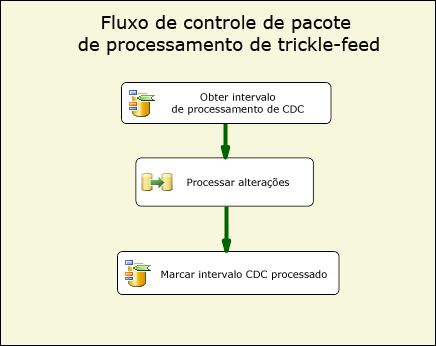 Fluxo de controle de pacote
de processamento de trickle-feed
Obter intervalo
de processamento de CDC
Processar alterações
Marcar intervalo CDC processado